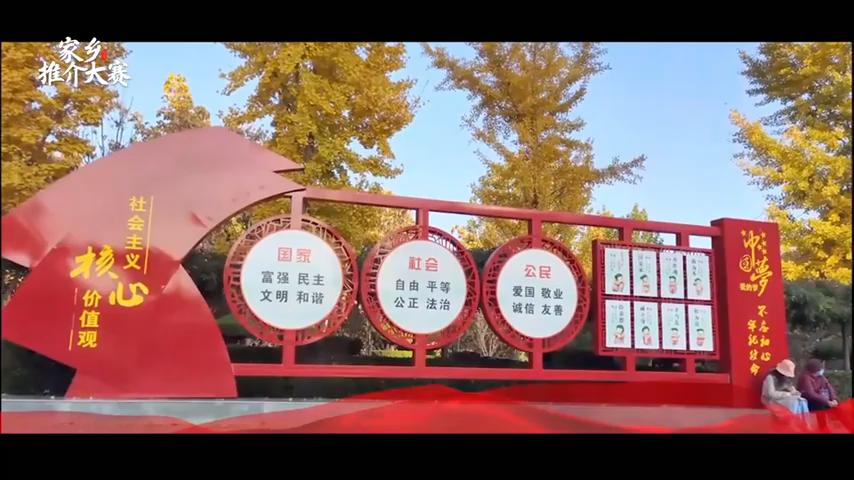 家乡
推介大赛
社会主义
核心
价值观
国家
富强 民主
文明 和谐
社会
自由 平等
公正 法治
公民
爱国 敬业
诚信 友善
中国梦
我的梦
不忘初心
牢记使命